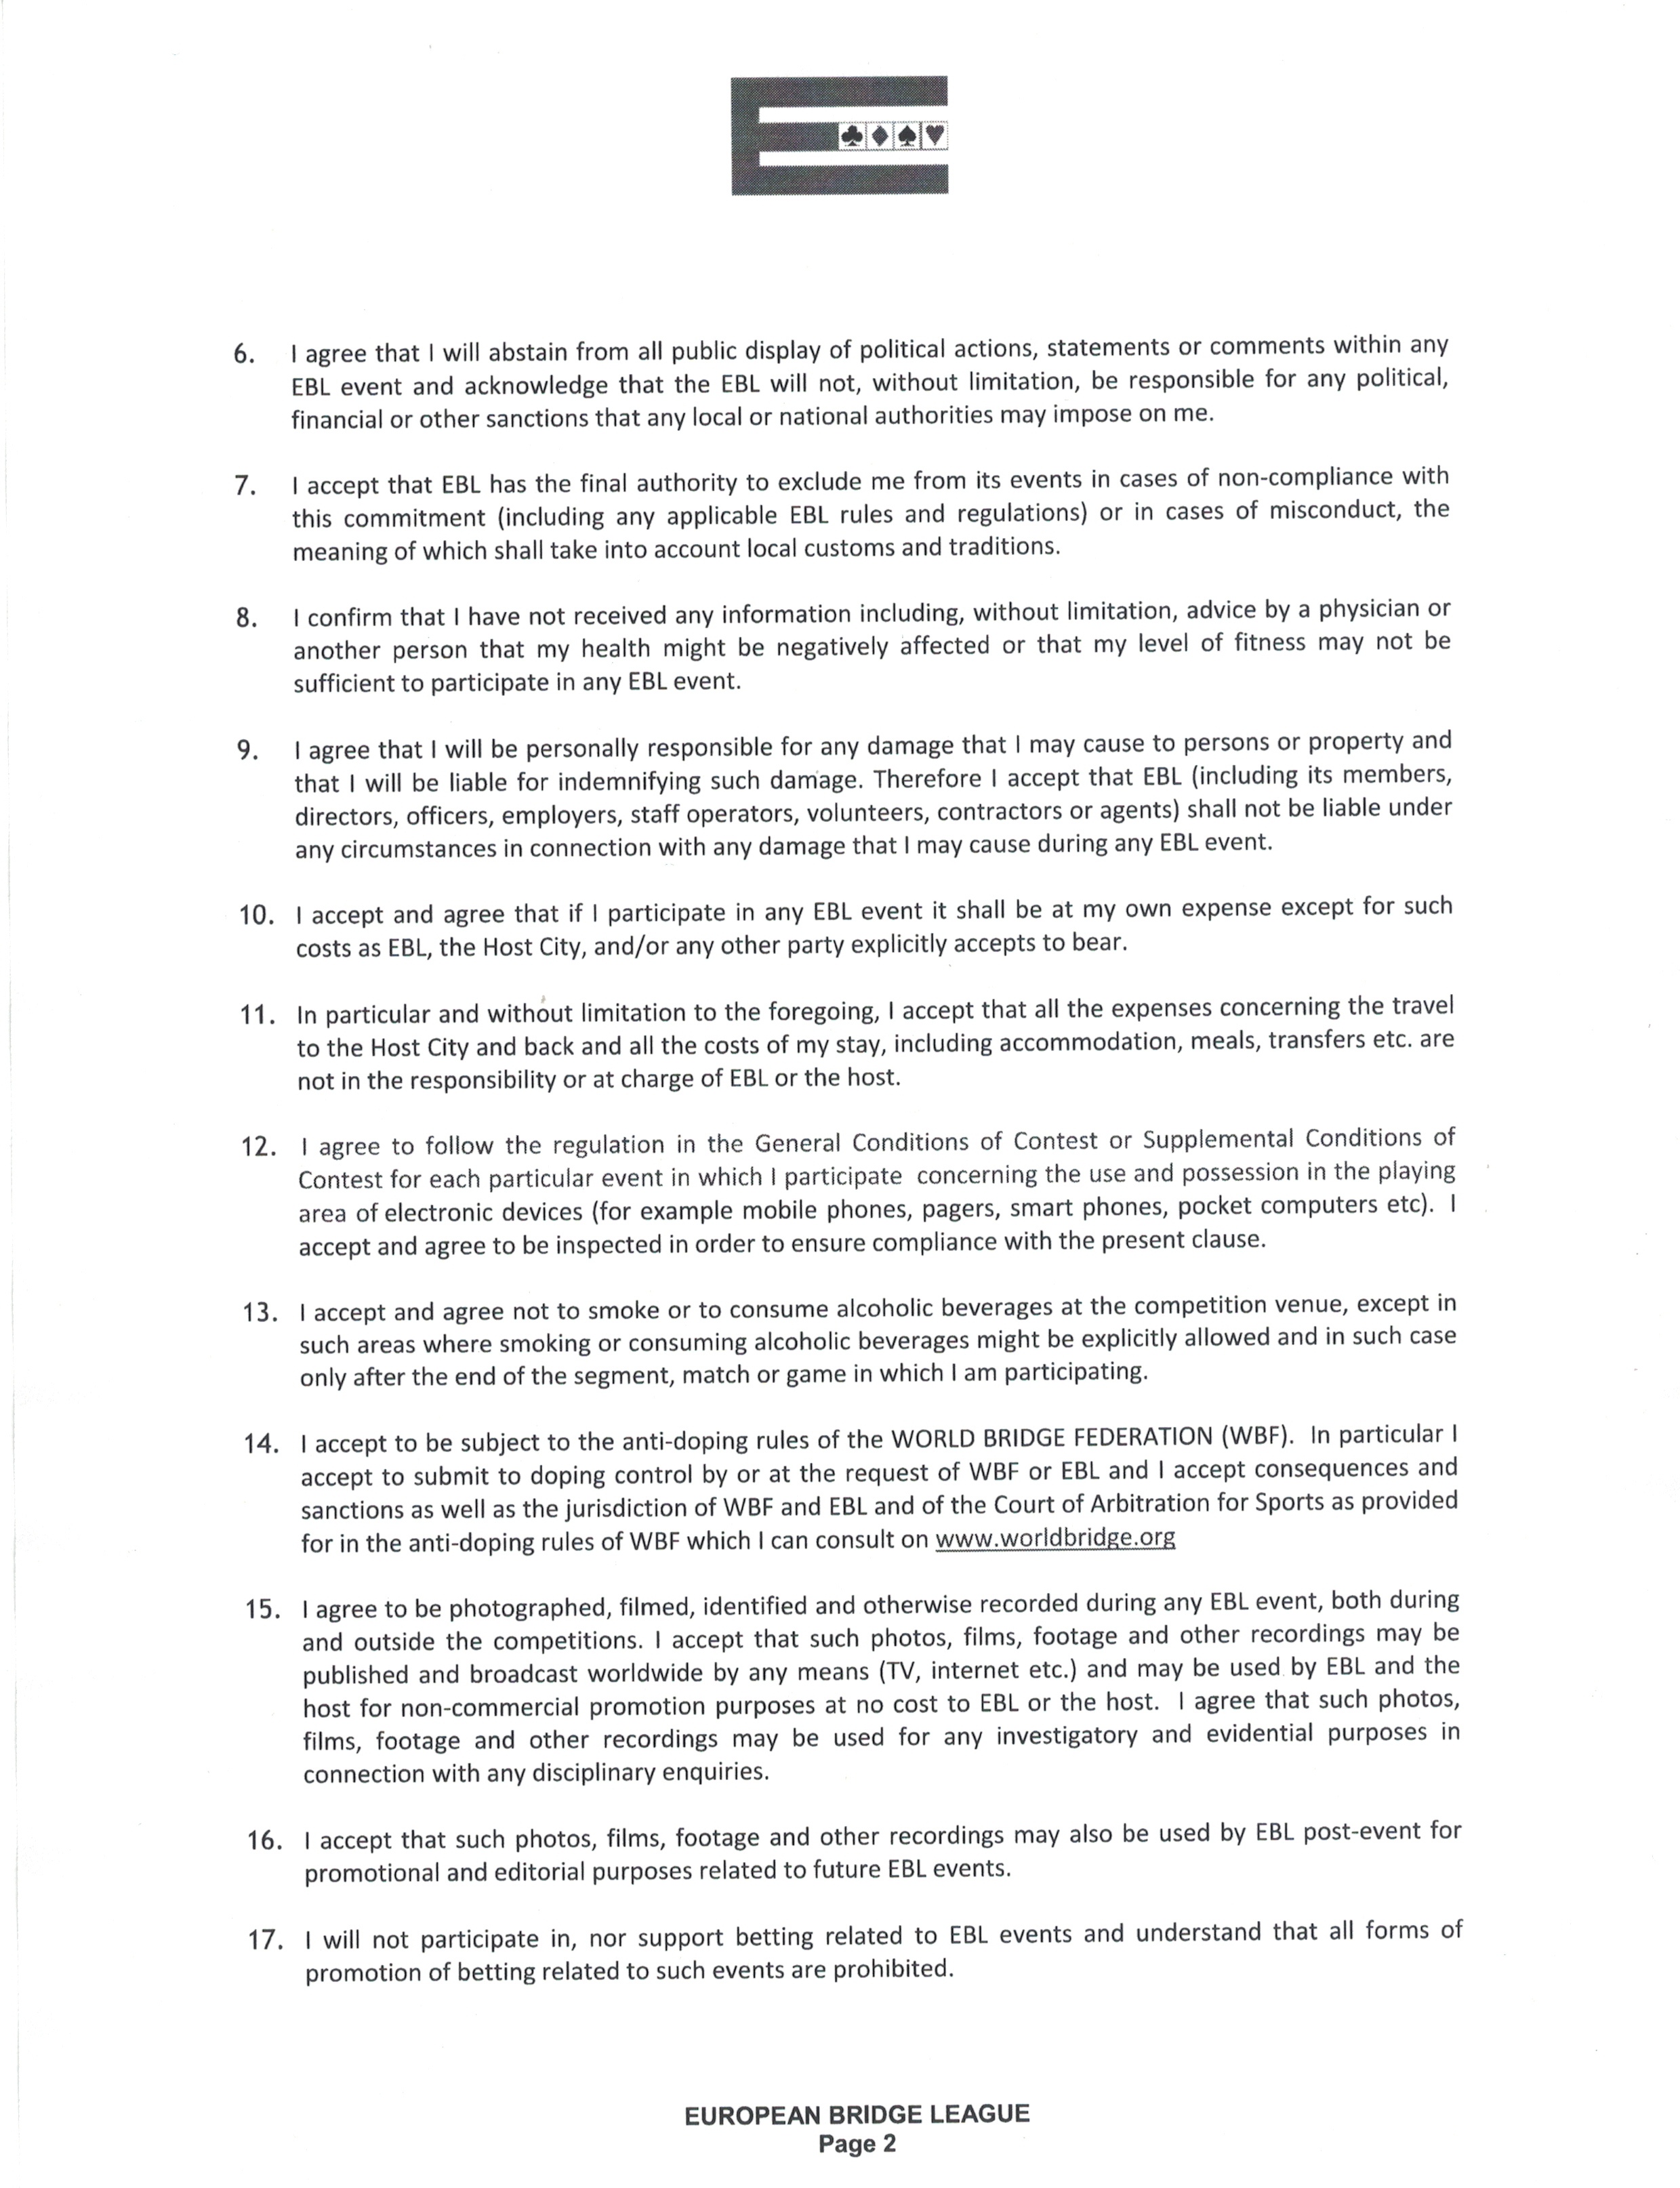 6. I agree that I will abstain from all public display of political actions, statements or comments within any
EBL event and acknowledge that the EBL will not, without limitation, be responsible for any political,
financial or other sanctions that any local or national authorities may impose on me.
7. I accept that EBL has the final authority to exclude me from its events in cases of non-compliance with
this commitment (including any applicable EBL rules and regulations) or in cases of misconduct, the
meaning of which shall take into account local customs and traditions.
8. I confirm that I have not received any information including, without limitation, advice by a physician or
another person that my health might be negatively affected or that my level of fitness may not be
sufficient to participate in any EBL event.
9. I agree that I will be personally responsible for any damage that I may cause to persons or property and
that I will be liable for indemnifying such damage. Therefore I accept that EBL (including its members,
directors, officers, employers, staff operators, volunteers, contractors or agents) shall not be liable under
any circumstances in connection with any damage that I may cause during any EBL event.
10. I accept and agree that if I participate in any EBL event it shall be at my own expense except for such
costs as EBL, the Host City, and/or any other party explicitly accepts to bear.
11. In particular and without limitation to the foregoing, I accept that all the expenses concerning the travel
to the Host City and back and all the costs of my stay, including accommodation, meals, transfers etc. are
not in the responsibility or at charge of EBL or the host.
12. I agree to follow the regulation in the General Conditions of Contest or Supplemental Conditions of
Contest for each particular event in which I participate concerning the use and possession in the playing
area of electronic devices (for example mobile phones, pagers, smart phones, pocket computers etc). I
accept and agree to be inspected in order to ensure compliance with the present clause.
13. I accept and agree not to smoke or to consume alcoholic beverages at the competition venue, except in
such areas where smoking or consuming alcoholic beverages might be explicitly allowed and in such case
only after the end of the segment, match or game in which I am participating.
14. I accept to be subject to the anti-doping rules of the WORLD BRIDGE FEDERATION (WBF). In particular I
accept to submit to doping control by or at the request of WBF or EBL and I accept consequences and
sanctions as well as the jurisdiction of WBF and EBL and of the Court of Arbitration for Sports as provided
for in the anti-doping rules of WBF which I can consult on www.worldbridge.org
15. I agree to be photographed, filmed, identified and otherwise recorded during any EBL event, both during
and outside the competitions. I accept that such photos, films, footage and other recordings may be
published and broadcast worldwide by any means (TV, internet etc.) and may be used by EBL and the
host for non-commercial promotion purposes at no cost to EBL or the host. I agree that such photos,
films, footage and other recordings may be used for any investigatory and evidential purposes in
connection with any disciplinary enquiries.
16. I accept that such photos, films, footage and other recordings may also be used by EBL post-event for
promotional and editorial purposes related to future EBL events.
17. I will not participate in, nor support betting related to EBL events and understand that all forms of
promotion of betting related to such events are prohibited.
EUROPEAN BRIDGE LEAGUE
Page 2